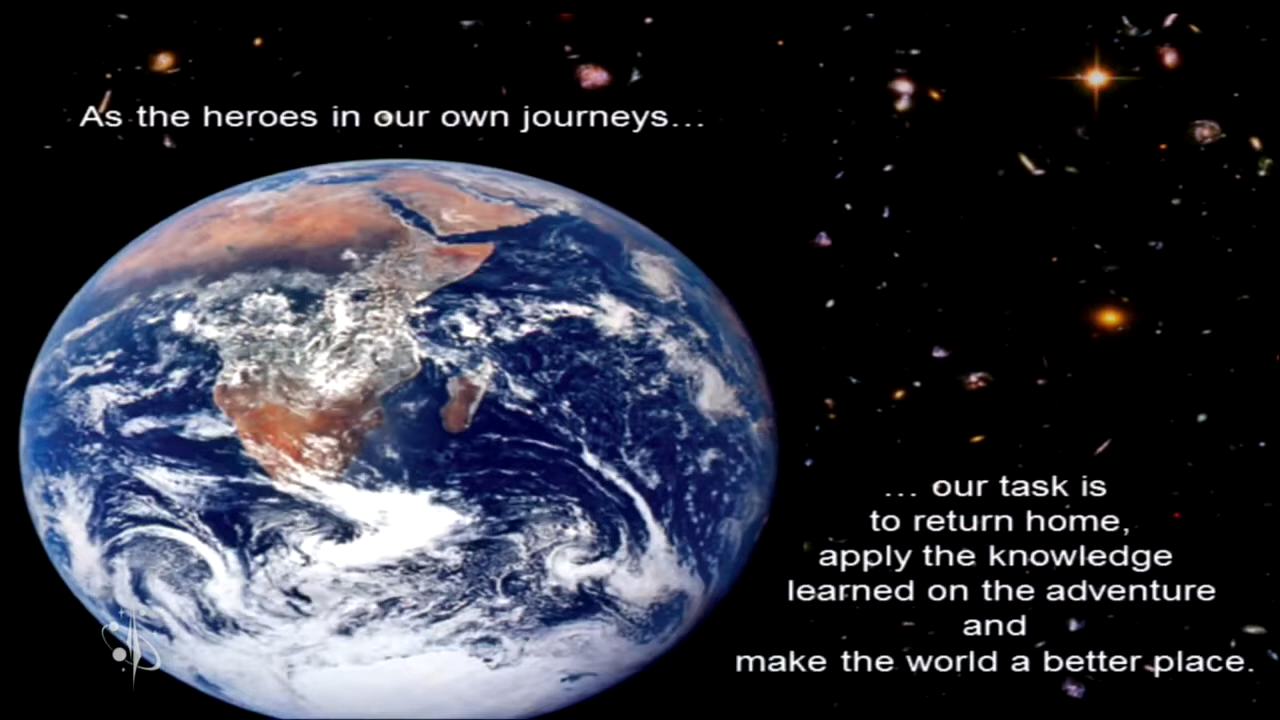 As the heroes in our own journeys…
… our task is
to return home,
apply the knowledge
learned on the adventure
and
make the world a better place.